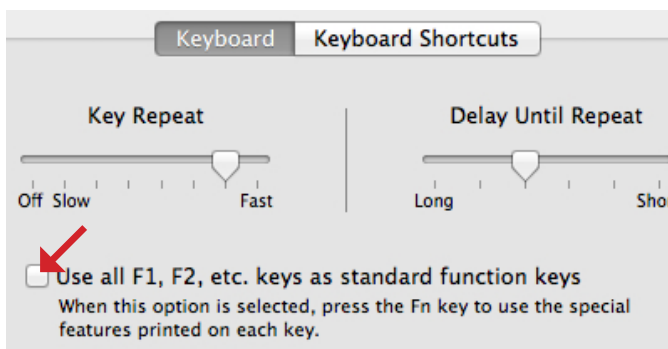 Keyboard Keyboard Shortcuts
Key Repeat Delay Until Repeat
Off Slow Fast Long Shor
Use all F1, F2, etc. keys as standard function keys
When this option is selected, press the Fn key to use the special
features printed on each key.